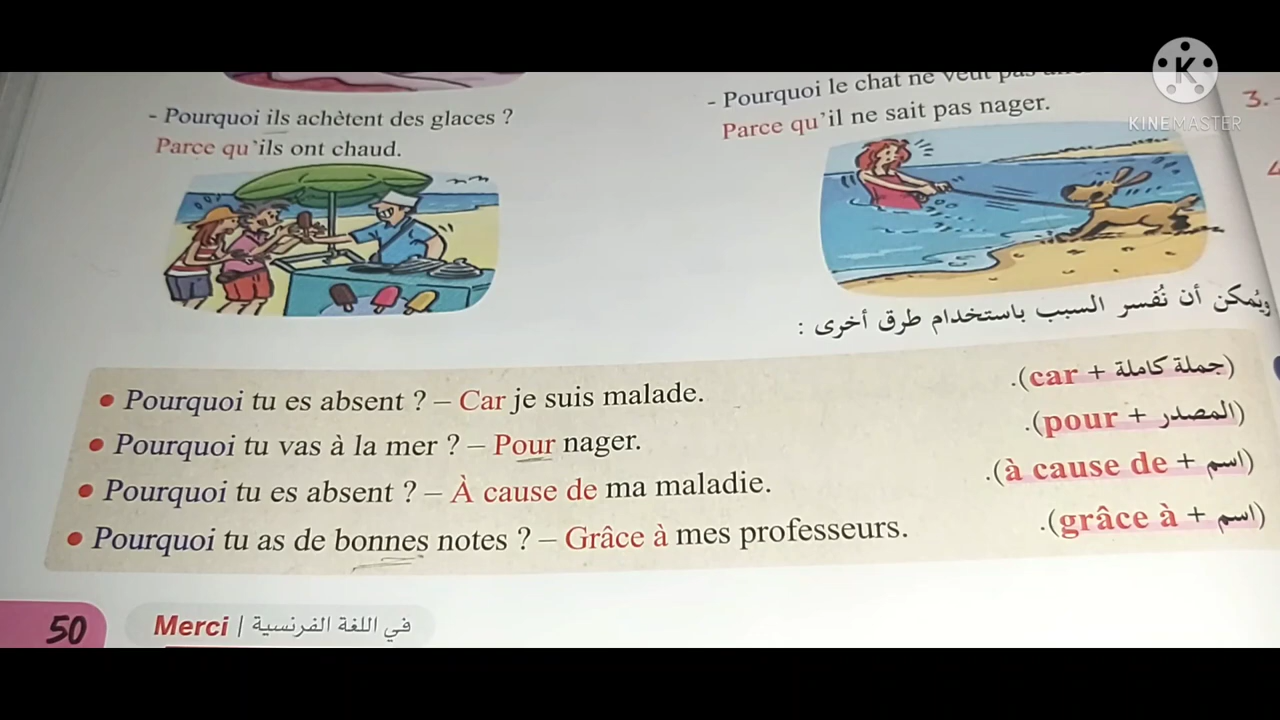 - Pourquoi ils achètent des glaces ?
Parce qu'ils ont chaud.
- Pourquoi le chat ne veut pas
Parce qu'il ne sait pas nager.
3.
K
KINEMASTER
ويُمكن أن نُفسر السبب باستخدام طرق أخرى :
• Pourquoi tu es absent ? – Car je suis malade. (car + جملة كاملة).
• Pourquoi tu vas à la mer ? – Pour nager. (pour + المصدر).
• Pourquoi tu es absent ? – À cause de ma maladie. (à cause de + اسم).
• Pourquoi tu as de bonnes notes ? – Grâce à mes professeurs. (grâce à + اسم).
50 Merci | في اللغة الفرنسية